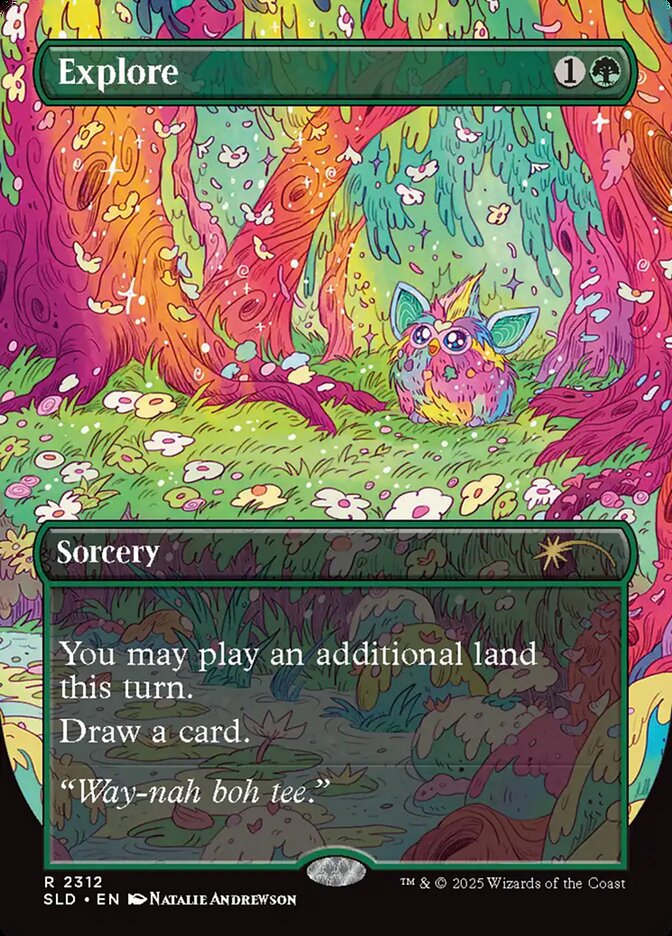 Explore 1
Sorcery
You may play an additional land
this turn.
Draw a card.
“Way-nah boh tee.”
R 2312
SLD • EN NATALIE ANDREWSON
™ & © 2025 Wizards of the Coast